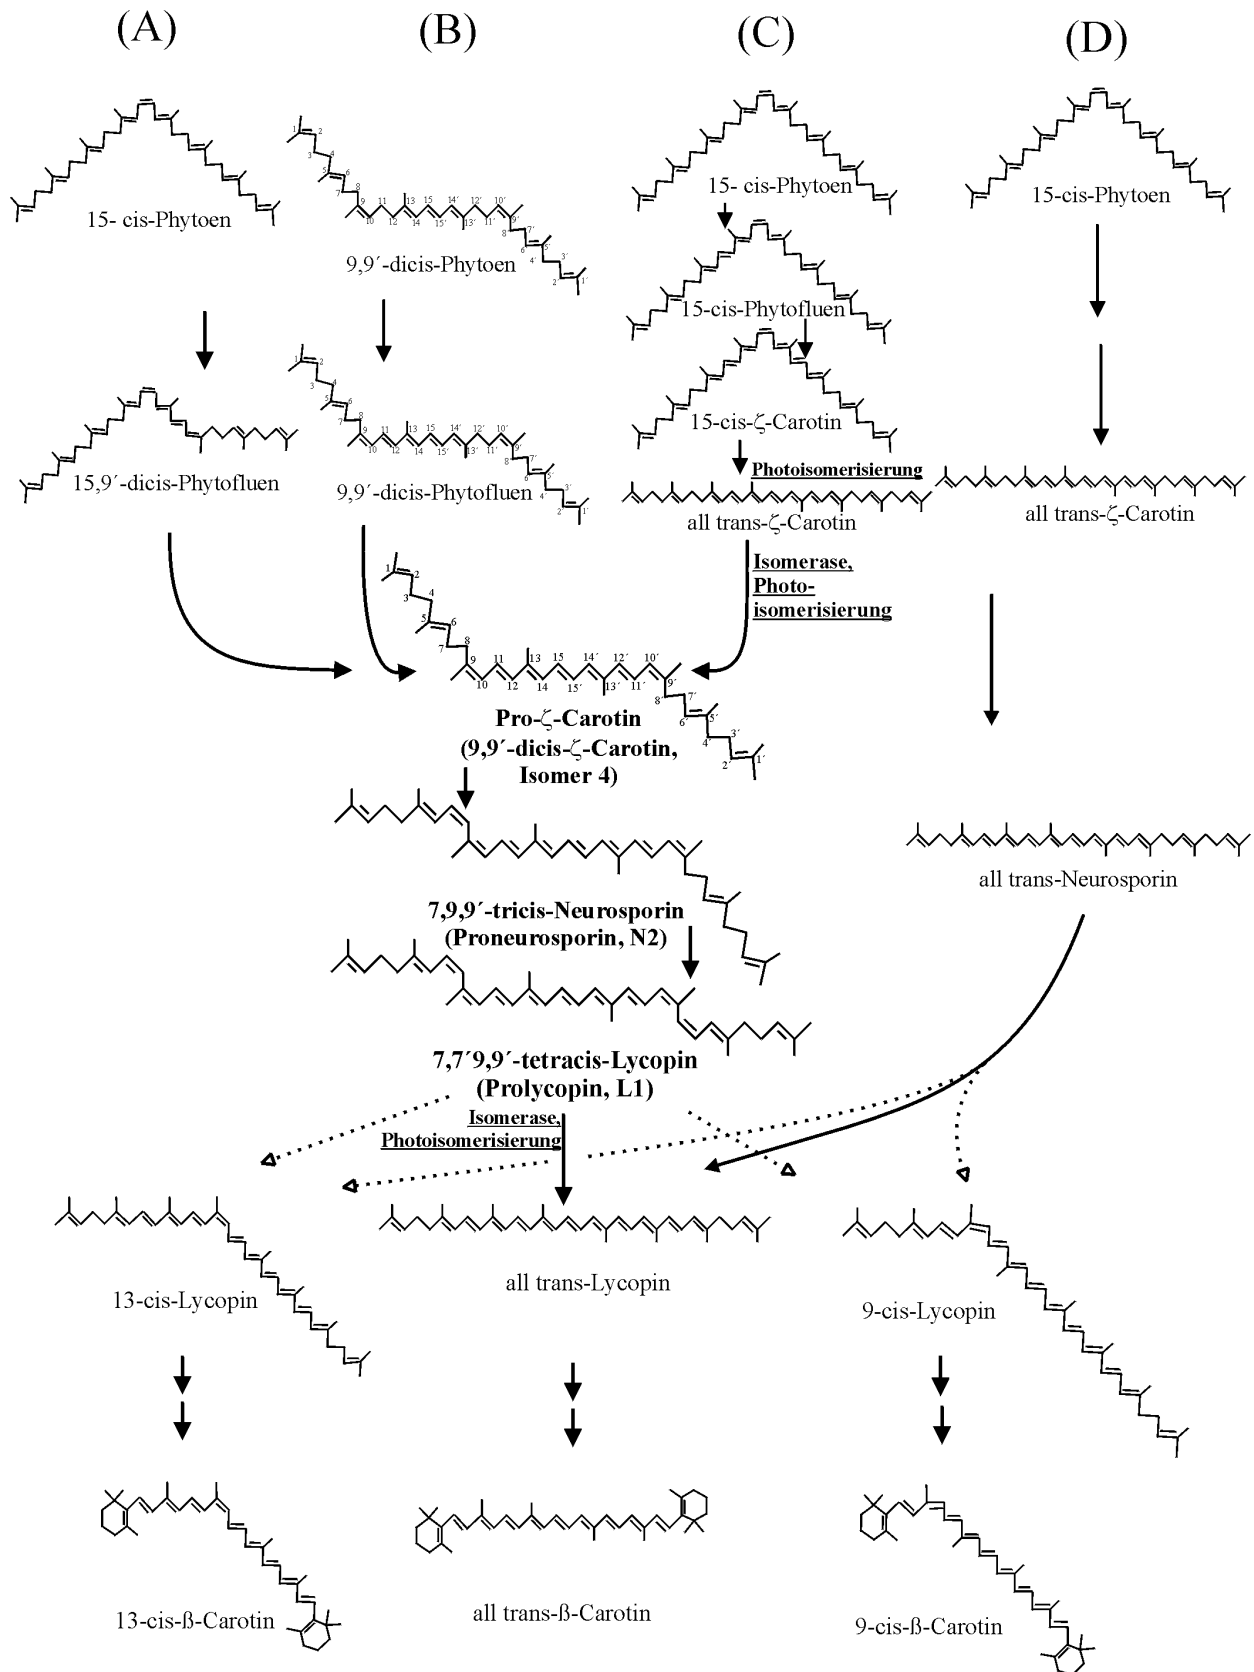 (A)
(B)
(C)
(D)
15- cis-Phytoen
9,9´-dicis-Phytoen
15- cis-Phytoen
15-cis-Phytoen
15-cis-Phytofluen
15,9´-dicis-Phytofluen
9,9´-dicis-Phytofluen
15-cis-ζ-Carotin
Photoisomerisierung
all trans-ζ-Carotin
all trans-ζ-Carotin
Isomerase,
Photo-
isomerisierung
Pro-ζ-Carotin
(9,9´-dicis-ζ-Carotin,
Isomer 4)
all trans-Neurosporin
7,9,9´-tricis-Neurosporin
(Proneurosporin, N2)
7,7´9,9´-tetracis-Lycopin
(Prolycopin, L1)
Isomerase,
Photoisomerisierung
13-cis-Lycopin
all trans-Lycopin
9-cis-Lycopin
13-cis-ß-Carotin
all trans-ß-Carotin
9-cis-ß-Carotin